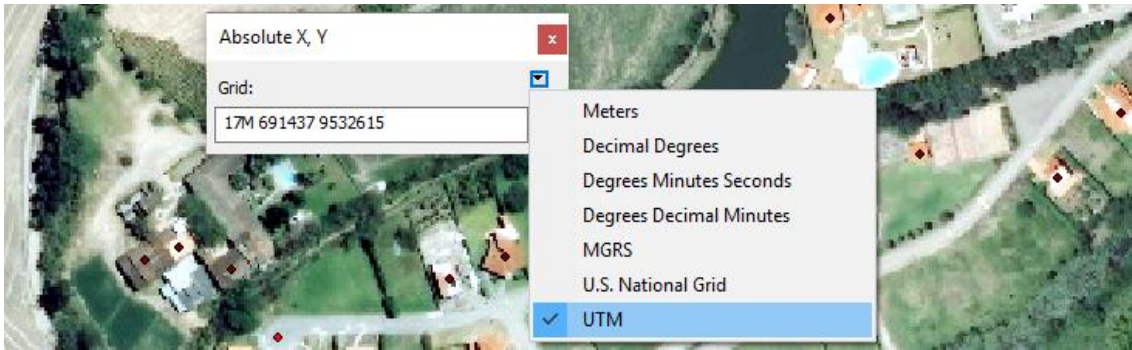 Absolute X, Y
x
Grid:
17M 691437 9532615
Meters
Decimal Degrees
Degrees Minutes Seconds
Degrees Decimal Minutes
MGRS
U.S. National Grid
UTM